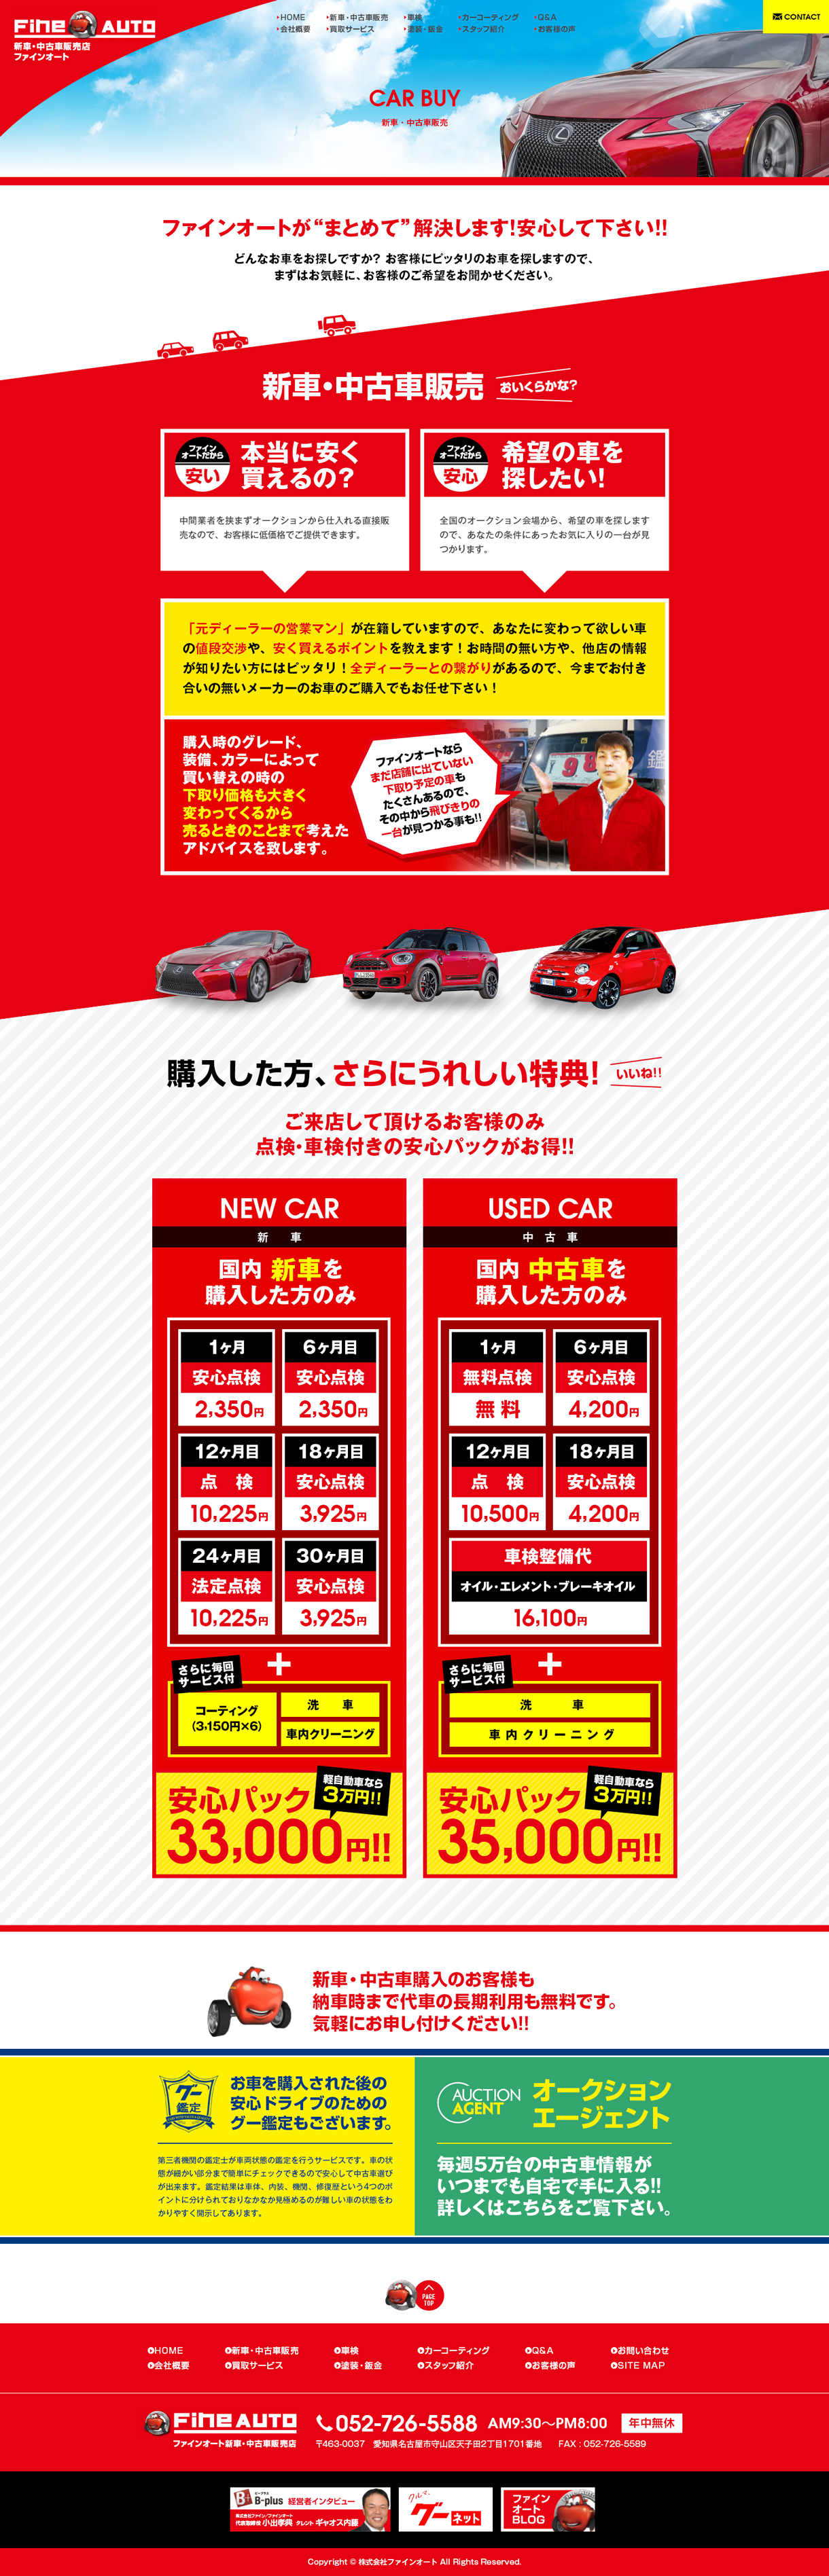 Fine AUTO
新車・中古車販売店
ファインオート
HOME
新車・中古車販売
車検
カーコーティング
Q&A
会社概要
買取サービス
塗装・鈑金
スタッフ紹介
お客様の声
CONTACT
CAR BUY
新車・中古車販売
ファインオートが“まとめて”解決します!安心して下さい!!
どんなお車をお探しですか? お客様にピッタリのお車を探しますので、
まずはお気軽に、お客様のご希望をお聞かせください。
新車・中古車販売
おいくらかな?
ファイン
オートだから
安い
本当に安く
買えるの?
中間業者を挟まずオークションから仕入れる直接販
売なので、お客様に低価格でご提供できます。
ファイン
オートだから
安心
希望の車を
探したい!
全国のオークション会場から、希望の車を探します
ので、あなたの条件にあったお気に入りの一台が見
つかります。
「元ディーラーの営業マン」が在籍していますので、あなたに変わって欲しい車
の値段交渉や、安く買えるポイントを教えます！お時間の無い方や、他店の情報
が知りたい方にはピッタリ！全ディーラーとの繋がりがあるので、今までお付き
合いの無いメーカーのお車のご購入でもお任せ下さい！
購入時のグレード、
装備、カラーによって
買い替えの時の
下取り価格も大きく
変わってくるから
売るときのことまで考えた
アドバイスを致します。
ファインオートなら
まだ店舗に出ていない
下取り予定の車も
たくさんあるので、
その中から飛びきりの
一台が見つかる事も!!
98
鑑
購入した方、さらにうれしい特典!
いいね!!
ご来店して頂けるお客様のみ
点検・車検付きの安心パックがお得!!
NEW CAR
新 車
国内 新車を
購入した方のみ
1ヶ月
安心点検
2,350円
6ヶ月目
安心点検
2,350円
12ヶ月目
点 検
10,225円
18ヶ月目
安心点検
3,925円
24ヶ月目
法定点検
10,225円
30ヶ月目
安心点検
3,925円
+
さらに毎回
サービス付
コーティング
(3,150円×6)
洗 車
車内クリーニング
安心パック
軽自動車なら
3万円!!
33,000円!!
USED CAR
中 古 車
国内 中古車を
購入した方のみ
1ヶ月
無料点検
無料
6ヶ月目
安心点検
4,200円
12ヶ月目
点 検
10,500円
18ヶ月目
安心点検
4,200円
車検整備代
オイル・エレメント・ブレーキオイル
16,100円
+
さらに毎回
サービス付
洗 車
車内クリーニング
安心パック
軽自動車なら
3万円!!
35,000円!!
新車・中古車購入のお客様も
納車時まで代車の長期利用も無料です。
気軽にお申し付けください!!
グー
鑑定
お車を購入された後の
安心ドライブのための
グー鑑定もございます。
第三者機関の鑑定士が車両状態の鑑定を行うサービスです。車の状
態が細かい部分まで簡単にチェックできるので安心して中古車選び
が出来ます。鑑定結果は車体、内装、機関、修復歴という4つのポ
イントに分けられておりなかなか見極めるのが難しい車の状態をわ
かりやすく開示してあります。
AUCTION
AGENT
オークション
エージェント
毎週5万台の中古車情報が
いつまでも自宅で手に入る!!
詳しくはこちらをご覧下さい。
PAGE
TOP
HOME
新車・中古車販売
車検
カーコーティング
Q&A
お問い合わせ
会社概要
買取サービス
塗装・鈑金
スタッフ紹介
お客様の声
SITE MAP
Fine AUTO
ファインオート新車・中古車販売店
052-726-5588 AM9:30〜PM8:00 年中無休
〒463-0037 愛知県名古屋市守山区天子田2丁目1701番地 FAX：052-726-5589
B-plus 経営者インタビュー
株式会社ファイン/ファインオート
代表取締役 小出孝典 タレント ギャオス内藤
クルマ、
グーネット
ファイン
オート
BLOG
Copyright © 株式会社ファインオート All Rights Reserved.